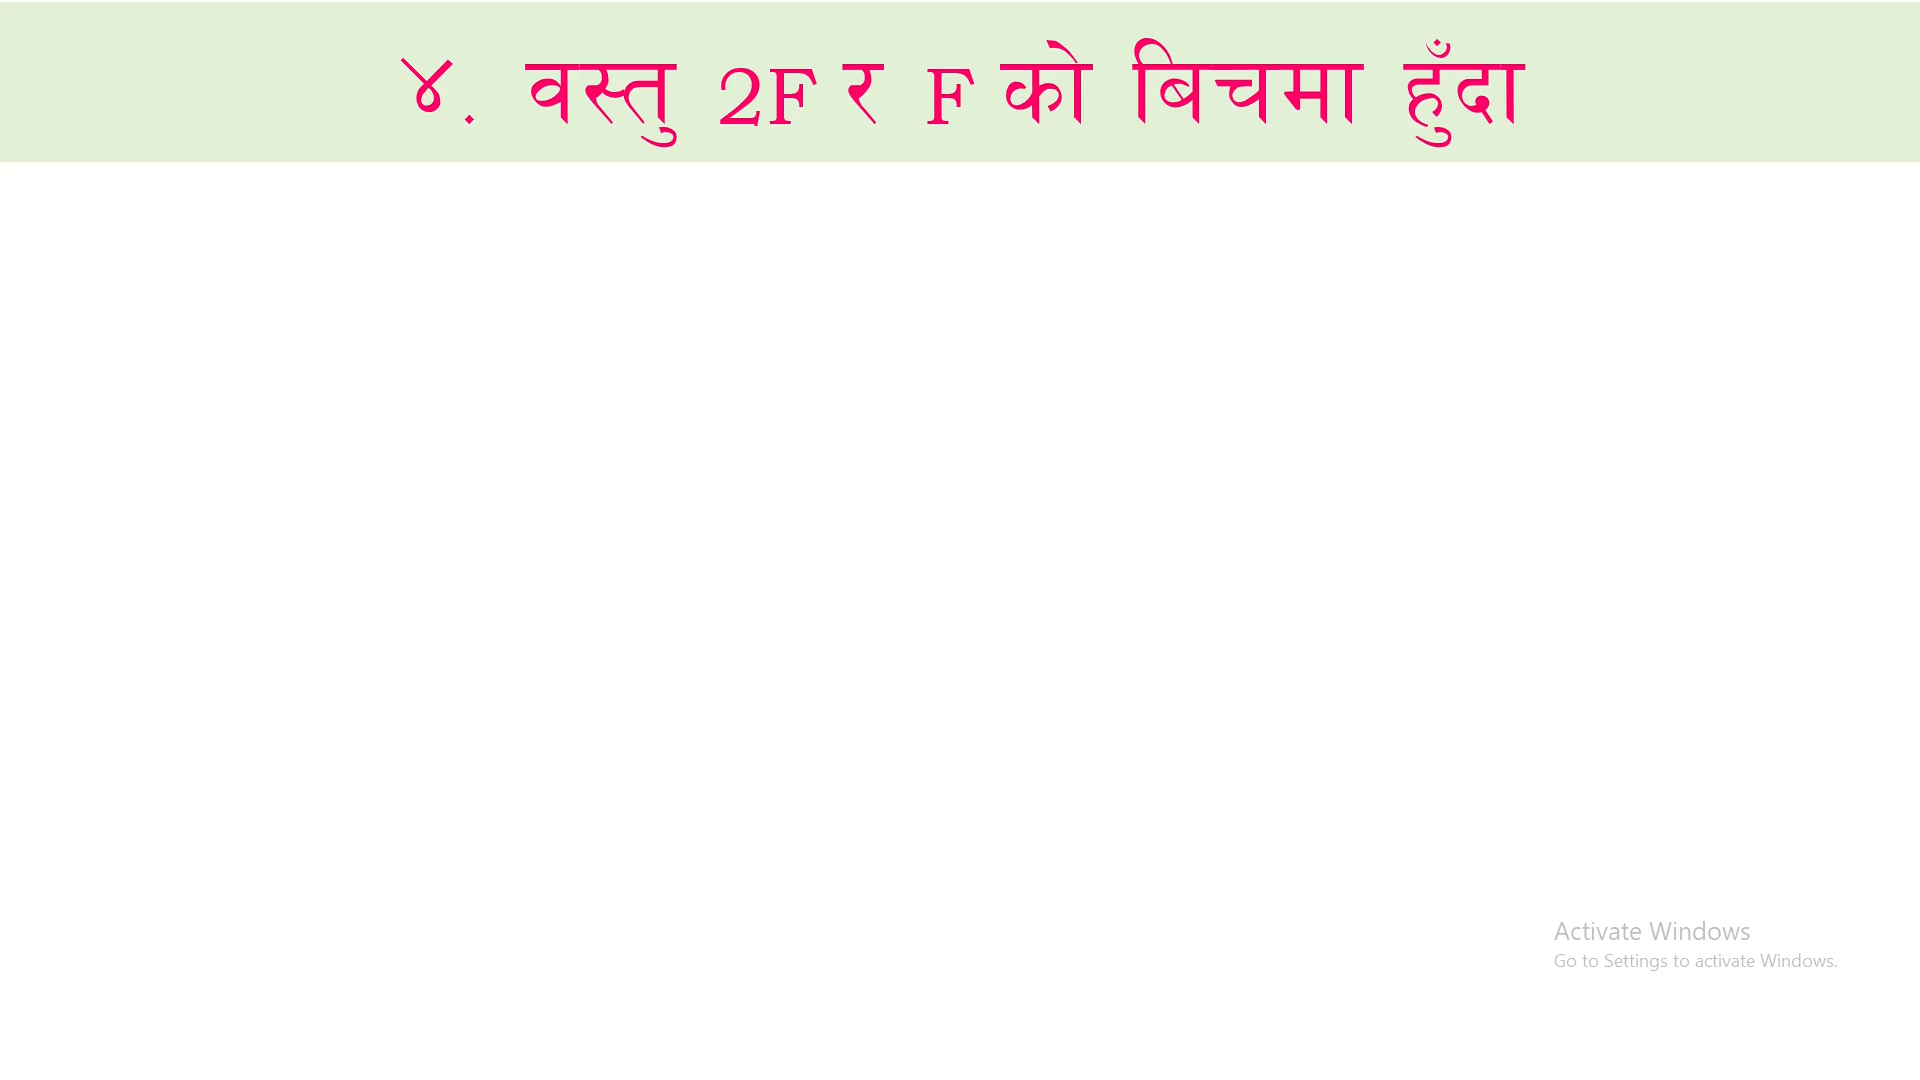 ४. वस्तु 2F र F को बिचमा हुँदा
Activate Windows
Go to Settings to activate Windows.